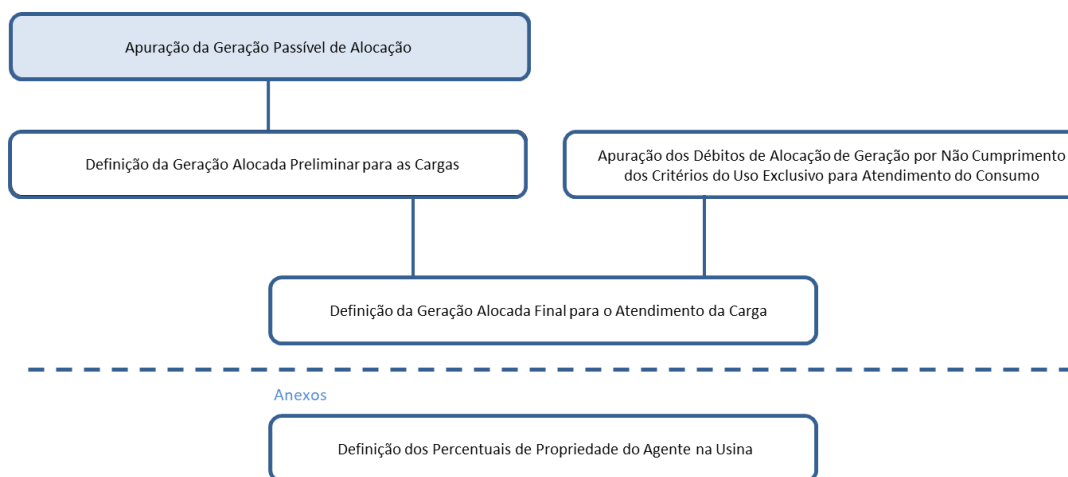 Apuração da Geração Passível de Alocação
Definição da Geração Alocada Preliminar para as Cargas
Apuração dos Débitos de Alocação de Geração por Não Cumprimento
dos Critérios do Uso Exclusivo para Atendimento do Consumo
Definição da Geração Alocada Final para o Atendimento da Carga
Anexos
Definição dos Percentuais de Propriedade do Agente na Usina